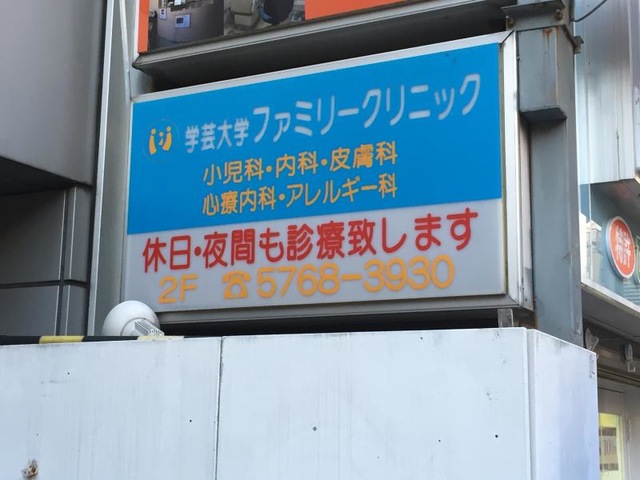 学芸大学ファミリークリニック
小児科・内科・皮膚科
心療内科・アレルギー科
休日・夜間も診療致します
2F ☎5768-3930